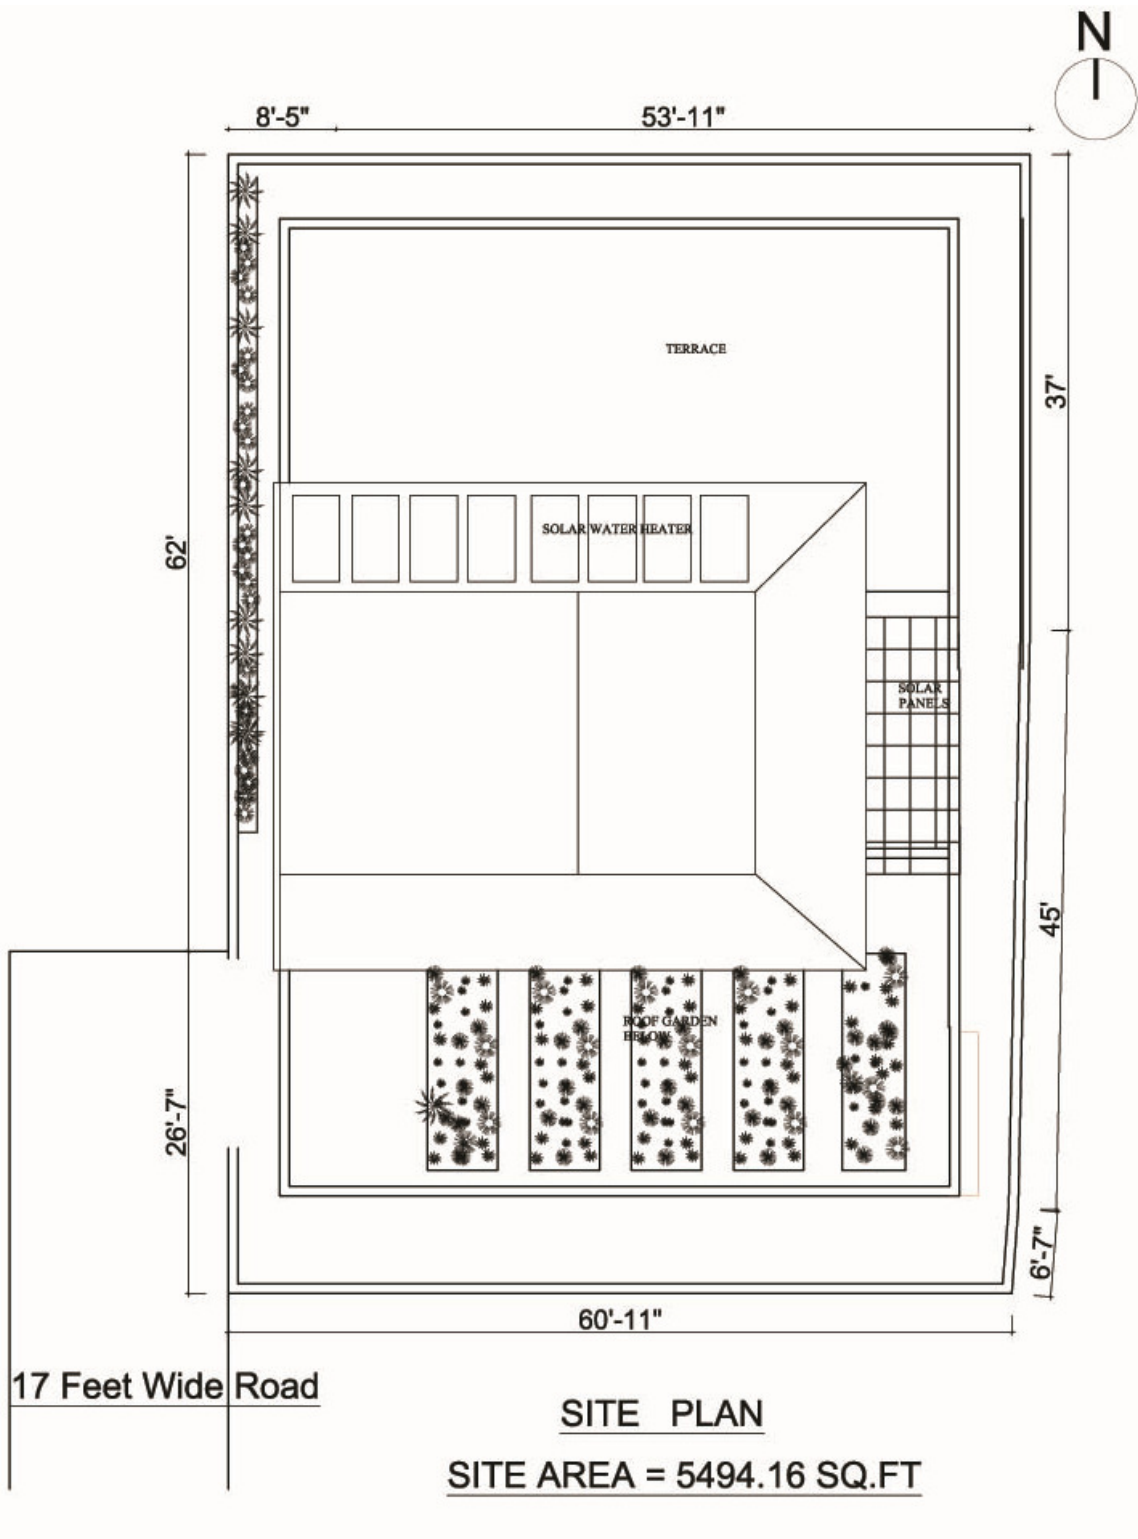 N
8'-5"
53'-11"
TERRACE
37'
62'
SOLAR WATER HEATER
SOLAR
PANELS
45'
ROOF GARDEN
BELOW
26'-7"
6'-7"
60'-11"
17 Feet Wide Road
SITE PLAN
SITE AREA = 5494.16 SQ.FT